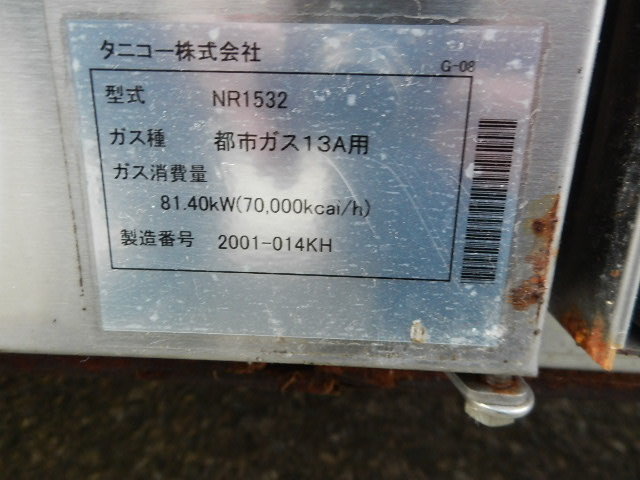 タニコー株式会社
G-08
型式 NR1532
ガス種 都市ガス13A用
ガス消費量
81.40kW(70,000kcal/h)
製造番号 2001-014KH